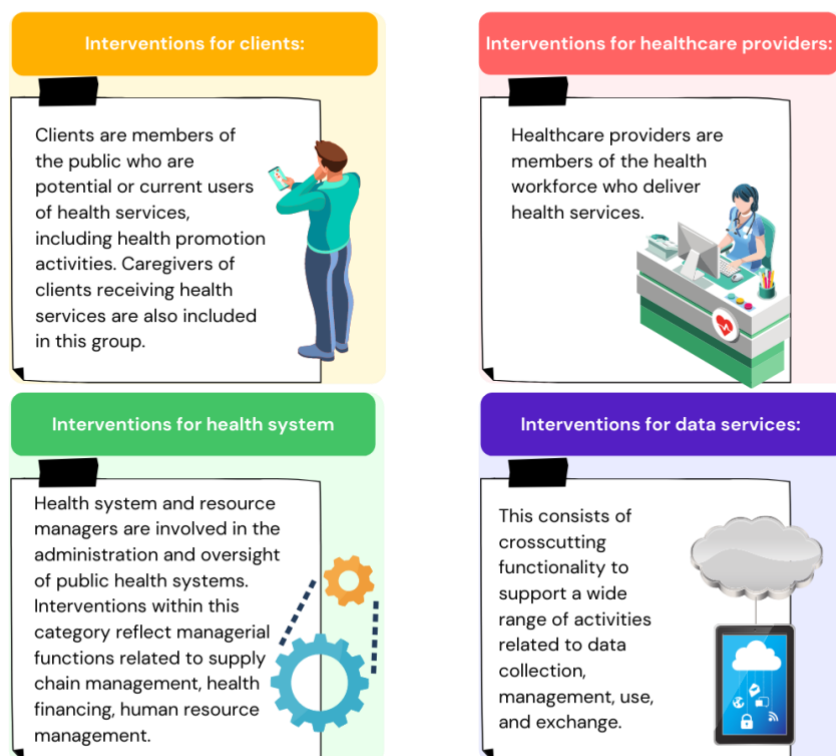 Interventions for clients:
Clients are members of
the public who are
potential or current users
of health services,
including health promotion
activities. Caregivers of
clients receiving health
services are also included
in this group.
Interventions for healthcare providers:
Healthcare providers are
members of the health
workforce who deliver
health services.
Interventions for health system
Health system and resource
managers are involved in the
administration and oversight
of public health systems.
Interventions within this
category reflect managerial
functions related to supply
chain management, health
financing, human resource
management.
Interventions for data services:
This consists of
crosscutting
functionality to
support a wide
range of activities
related to data
collection,
management, use,
and exchange.